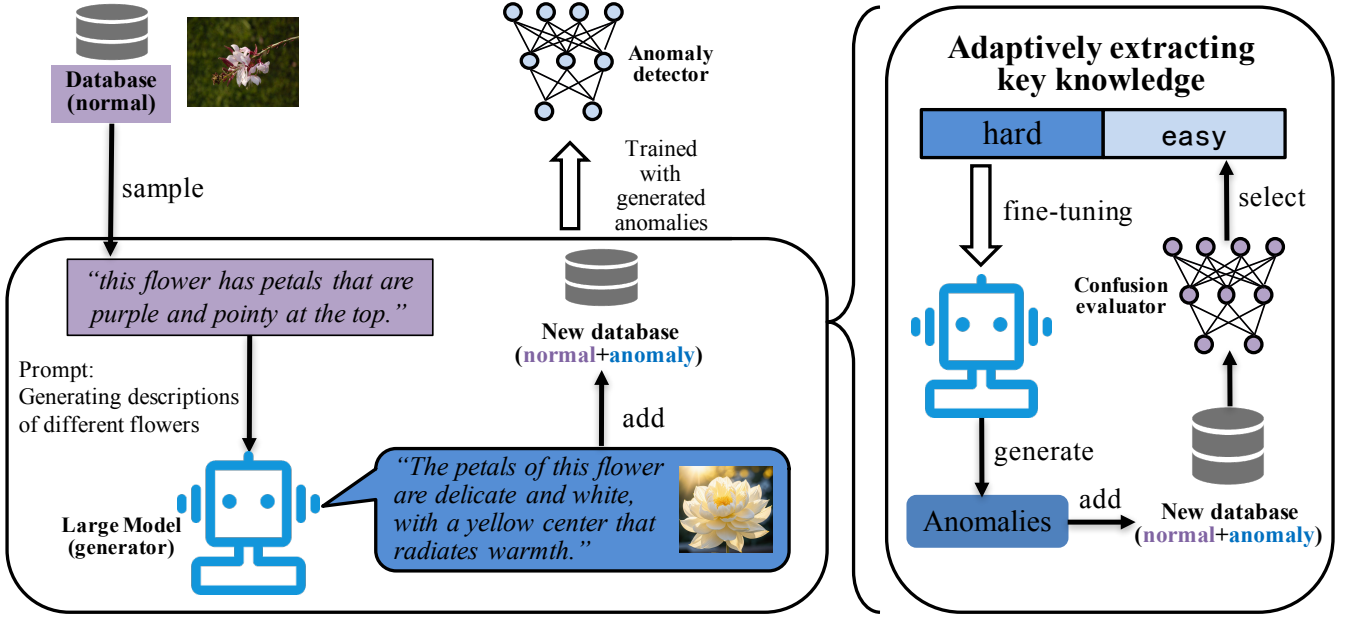 Database
(normal)
sample
“this flower has petals that are
purple and pointy at the top.”
Prompt:
Generating descriptions
of different flowers
Large Model
(generator)
“The petals of this flower
are delicate and white,
with a yellow center that
radiates warmth.”
add
New database
(normal+anomaly)
Trained
with
generated
anomalies
Anomaly
detector
Adaptively extracting
key knowledge
hard
easy
fine-tuning
select
Confusion
evaluator
generate
Anomalies
add
New database
(normal+anomaly)